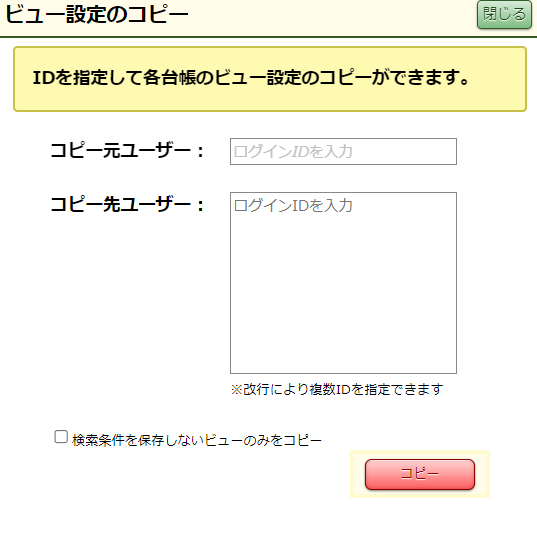 ビュー設定のコピー
閉じる
IDを指定して各台帳のビュー設定のコピーができます。
コピー元ユーザー：
ログインIDを入力
コピー先ユーザー：
ログインIDを入力
※改行により複数IDを指定できます
検索条件を保存しないビューのみをコピー
コピー